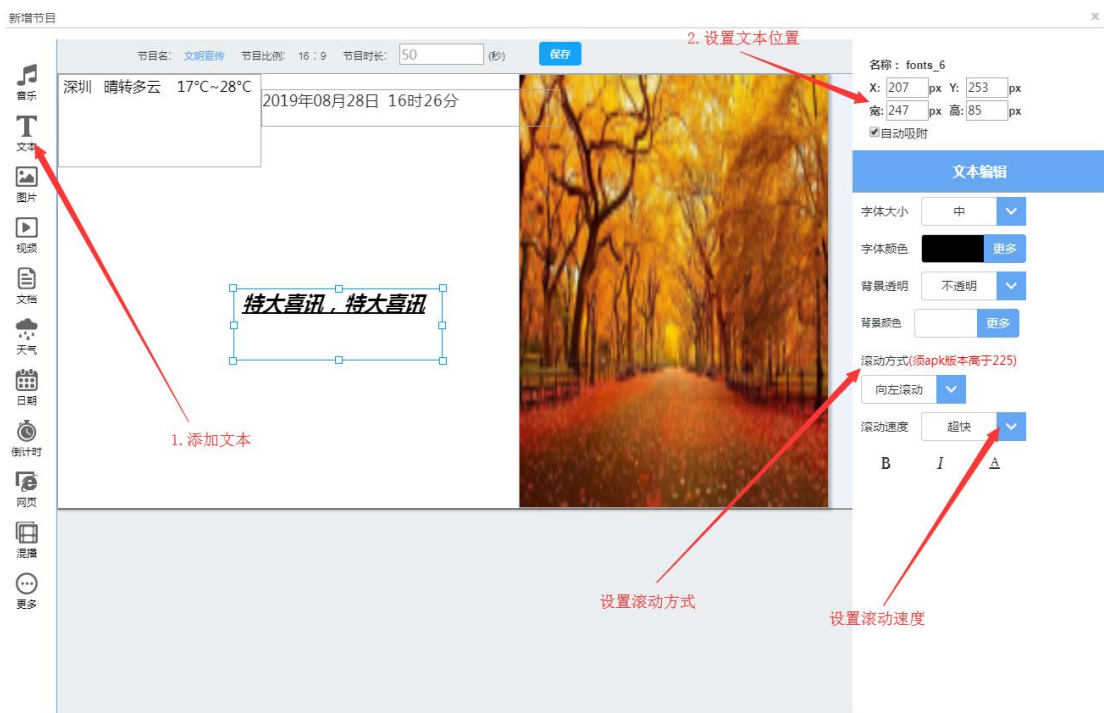 新增节目 x
节目名: 文明宣传 节目比例: 16：9 节目时长: 50 (秒) 保存
2. 设置文本位置
音乐
文本
图片
视频
文档
天气
日期
倒计时
网页
混播
更多
深圳 晴转多云 17°C~28°C
2019年08月28日 16时26分
特大喜讯，特大喜讯
1. 添加文本
设置滚动方式
设置滚动速度
名称： fonts_6
X: 207 px Y: 253 px
宽: 247 px 高: 85 px
自动吸附
文本编辑
字体大小 中
字体颜色 更多
背景透明 不透明
背景颜色 更多
滚动方式(须apk版本高于225)
向左滚动
滚动速度 超快
B I A